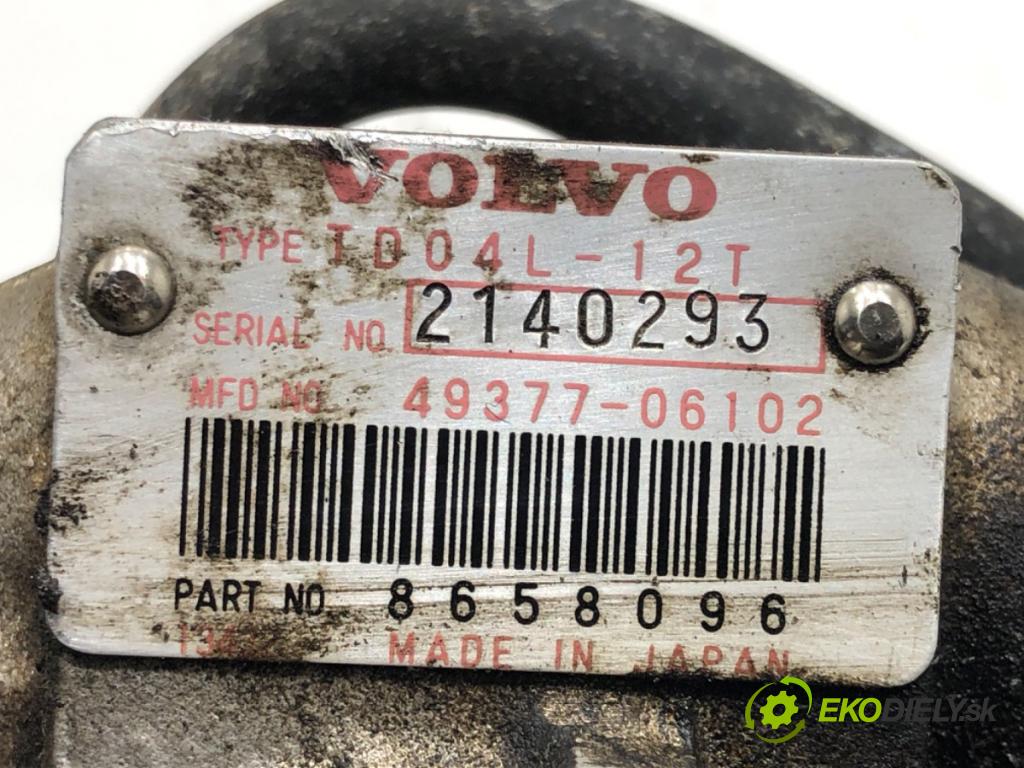 VOLVO
TYPE TD04L-12T
SERIAL NO. 2140293
MFD NO. 49377-06102
PART NO. 8658096
MADE IN JAPAN
EKODIELY.sk